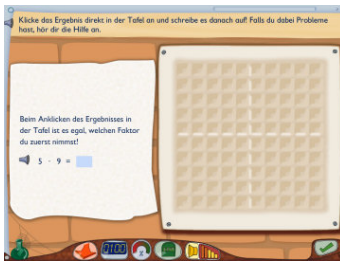 Klicke das Ergebnis direkt in der Tafel an und schreibe es danach auf! Falls du dabei Probleme
hast, hör dir die Hilfe an.
Beim Anklicken des Ergebnisses in
der Tafel ist es egal, welchen Faktor
du zuerst nimmst!
5 · 9 =